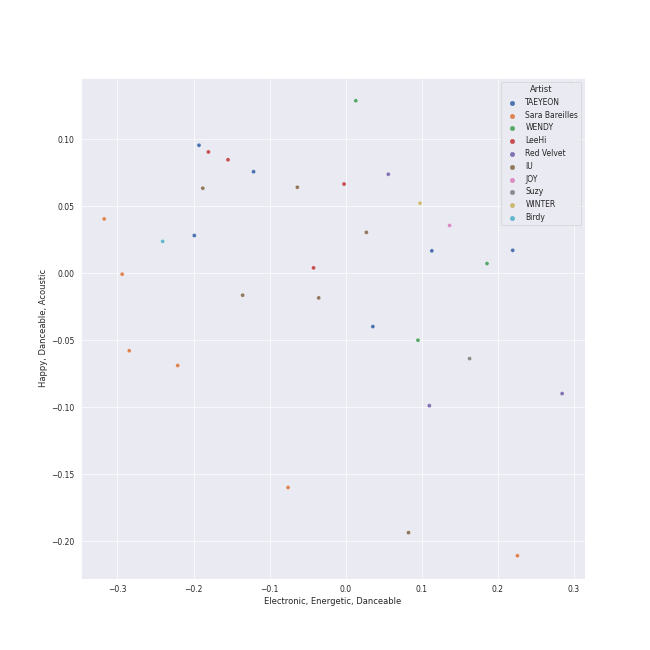 Artist
TAEYEON
Sara Bareilles
WENDY
LeeHi
Red Velvet
IU
JOY
Suzy
WINTER
Birdy
0.10
0.05
0.00
−0.05
−0.10
−0.15
−0.20
Happy, Danceable, Acoustic
−0.3
−0.2
−0.1
0.0
0.1
0.2
0.3
Electronic, Energetic, Danceable